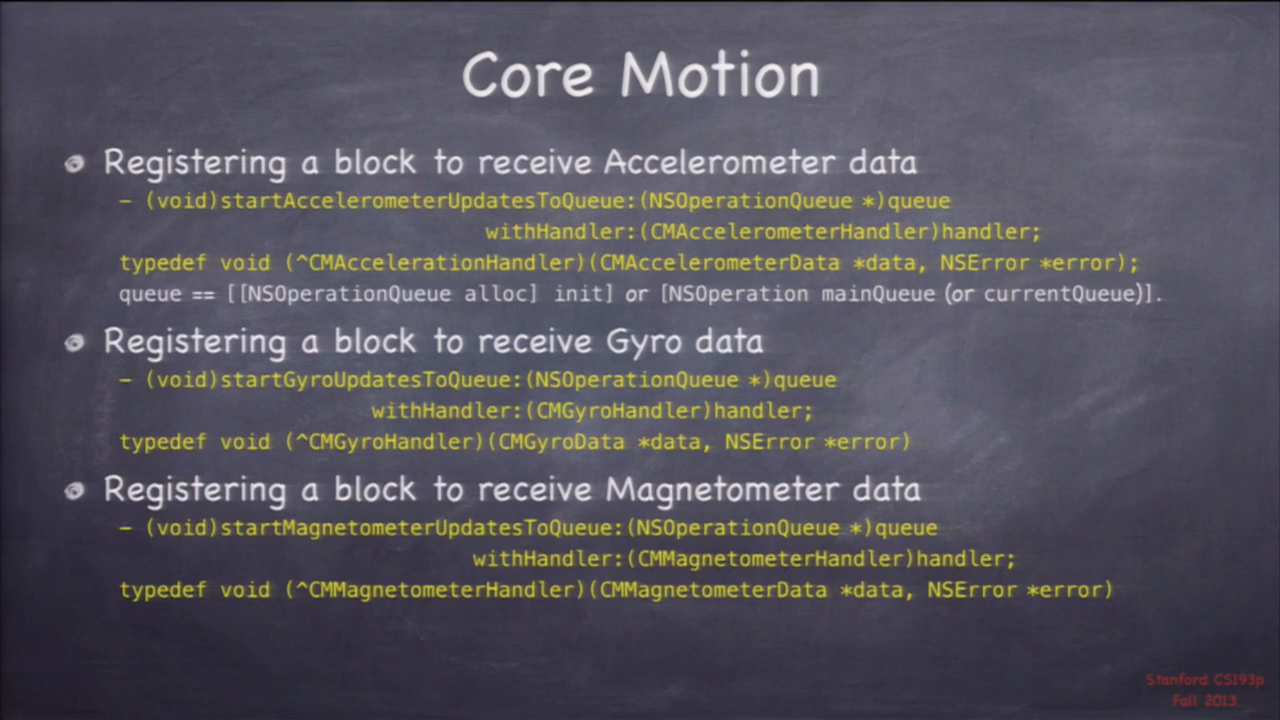 Core Motion
Registering a block to receive Accelerometer data
- (void)startAccelerometerUpdatesToQueue:(NSOperationQueue *)queue
withHandler:(CMAccelerometerHandler)handler;
typedef void (^CMAccelerationHandler)(CMAccelerometerData *data, NSError *error);
queue == [[NSOperationQueue alloc] init] or [NSOperation mainQueue (or currentQueue)].
Registering a block to receive Gyro data
- (void)startGyroUpdatesToQueue:(NSOperationQueue *)queue
withHandler:(CMGyroHandler)handler;
typedef void (^CMGyroHandler)(CMGyroData *data, NSError *error)
Registering a block to receive Magnetometer data
- (void)startMagnetometerUpdatesToQueue:(NSOperationQueue *)queue
withHandler:(CMMagnetometerHandler)handler;
typedef void (^CMMagnetometerHandler)(CMMagnetometerData *data, NSError *error)
Stanford CS193p
Fall 2013